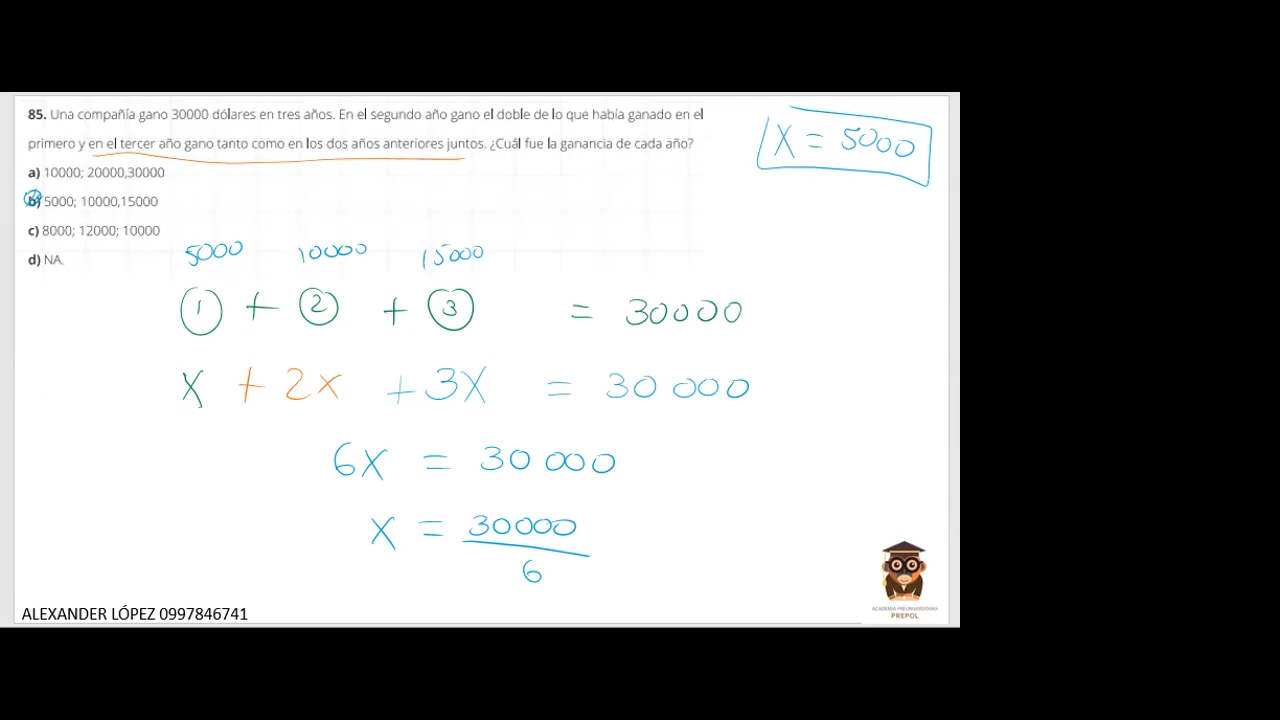 85. Una compañía gano 30000 dólares en tres años. En el segundo año gano el doble de lo que había ganado en el
primero y en el tercer año gano tanto como en los dos años anteriores juntos. ¿Cuál fue la ganancia de cada año?
X = 5000
a) 10000; 20000,30000
b) 5000; 10000,15000
c) 8000; 12000; 10000
d) NA.
5000 10000 15000
1 + 2 + 3 = 30000
X + 2x + 3X = 30 000
6X = 30 000
X = 30000
6
ALEXANDER LÓPEZ 0997846741
ACADEMIA PREUNIVERSITARIA
PREPOL